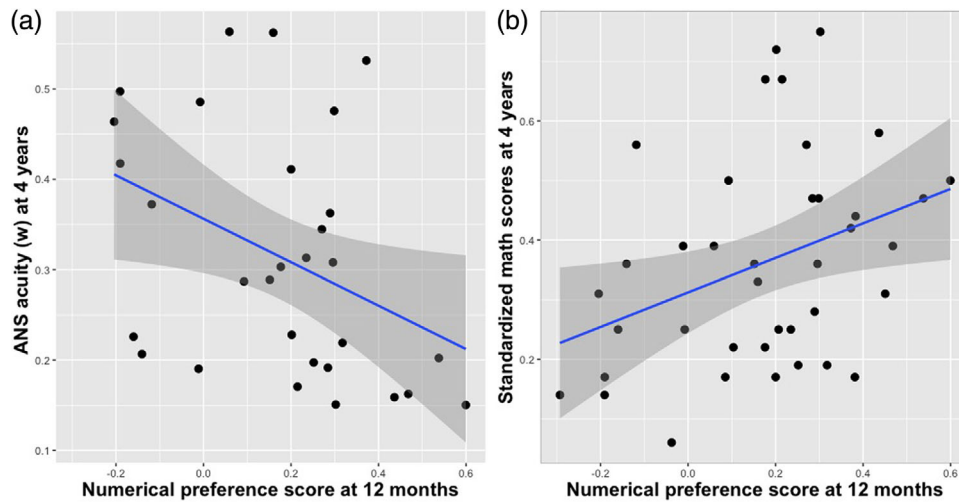 (a)
ANS acuity (w) at 4 years
0.5
0.4
0.3
0.2
0.1
-0.2 0.0 0.2 0.4 0.6
Numerical preference score at 12 months
(b)
Standardized math scores at 4 years
0.6
0.4
0.2
-0.2 0.0 0.2 0.4 0.6
Numerical preference score at 12 months